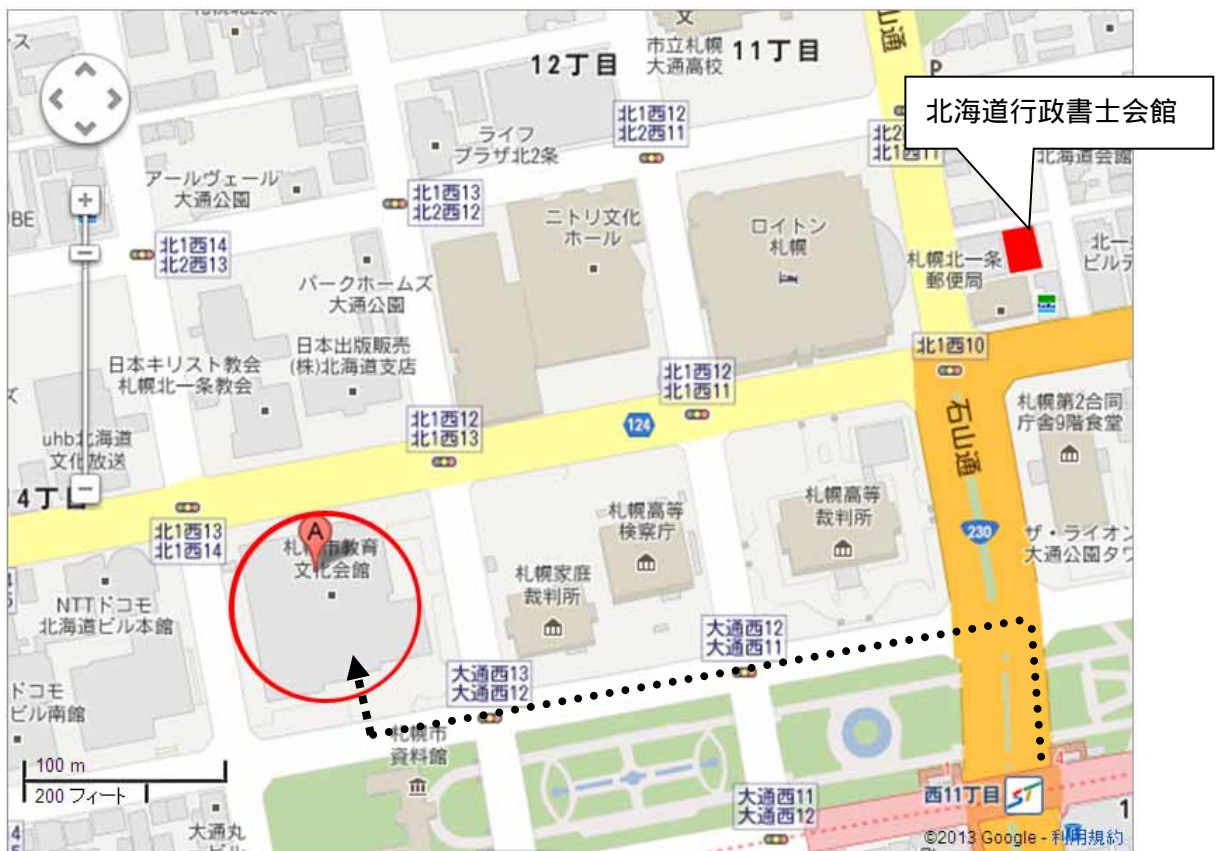 市立札幌
大通高校
11丁目
12丁目
石山通
P
北海道行政書士会館
北海道会館
北1西12
北2西11
ライフ
プラザ北2条
アールヴェール
大通公園
北1西13
北2西12
北1西14
北2西13
ニトリ文化
ホール
ロイトン
札幌
札幌北一条
郵便局
パークホームズ
大通公園
日本出版販売
(株)北海道支店
日本キリスト教会
札幌北一条教会
北1西10
北1西12
北1西11
北1西12
北1西13
124
石山通
札幌第2合同
庁舎9階食堂
uhb北海道
文化放送
4丁目
北1西13
北1西14
A
札幌市教育
文化会館
札幌高等
検察庁
札幌高等
裁判所
230
ザ・ライオン
大通公園タワ
NTTドコモ
北海道ビル本館
札幌家庭
裁判所
大通西12
大通西11
大通西13
大通西12
ドコモ
ビル南館
札幌市
資料館
100 m
200 フィート
1
4
西11丁目
ST
大通西11
大通西12
大通丸
©2013 Google - 利用規約